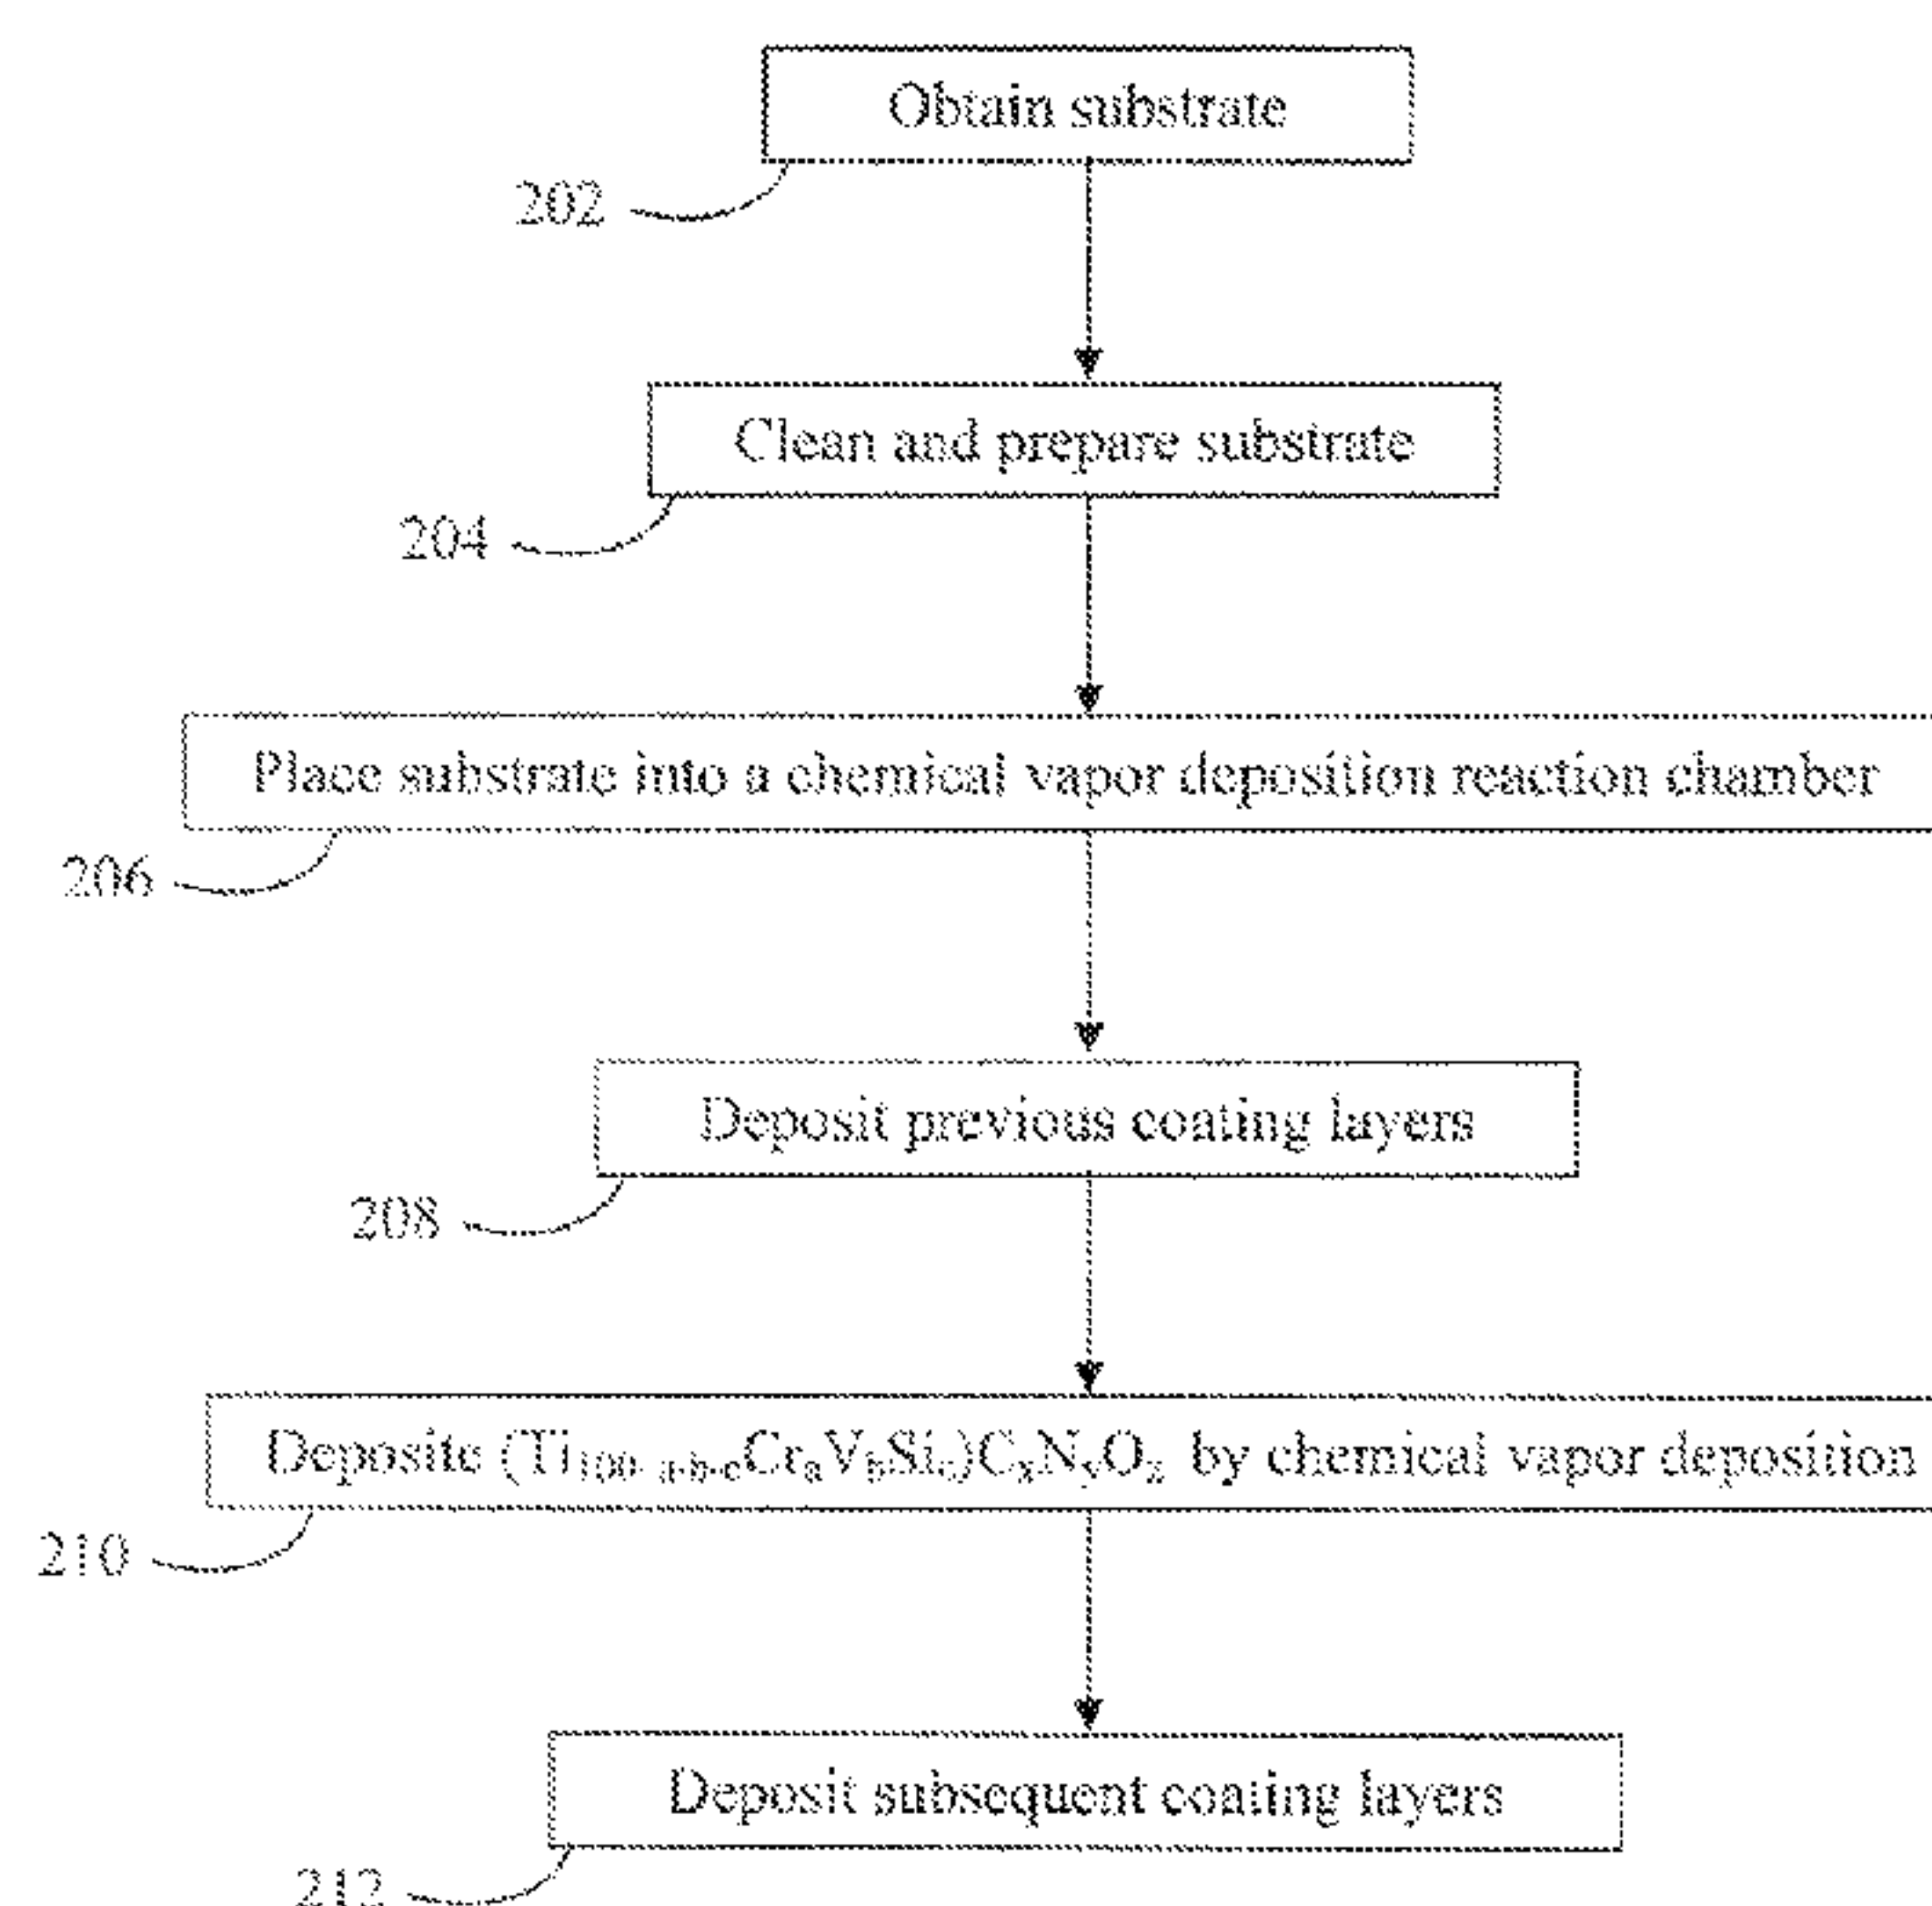 Obtain substrate
202
Clean and prepare substrate
204
Place substrate into a chemical vapor deposition reaction chamber
206
Deposit previous coating layers
208
Deposite (Ti₁₀₀₋ₐ₋b₋cCrₐVbSic)CₓNyOz by chemical vapor deposition
210
Deposit subsequent coating layers
212